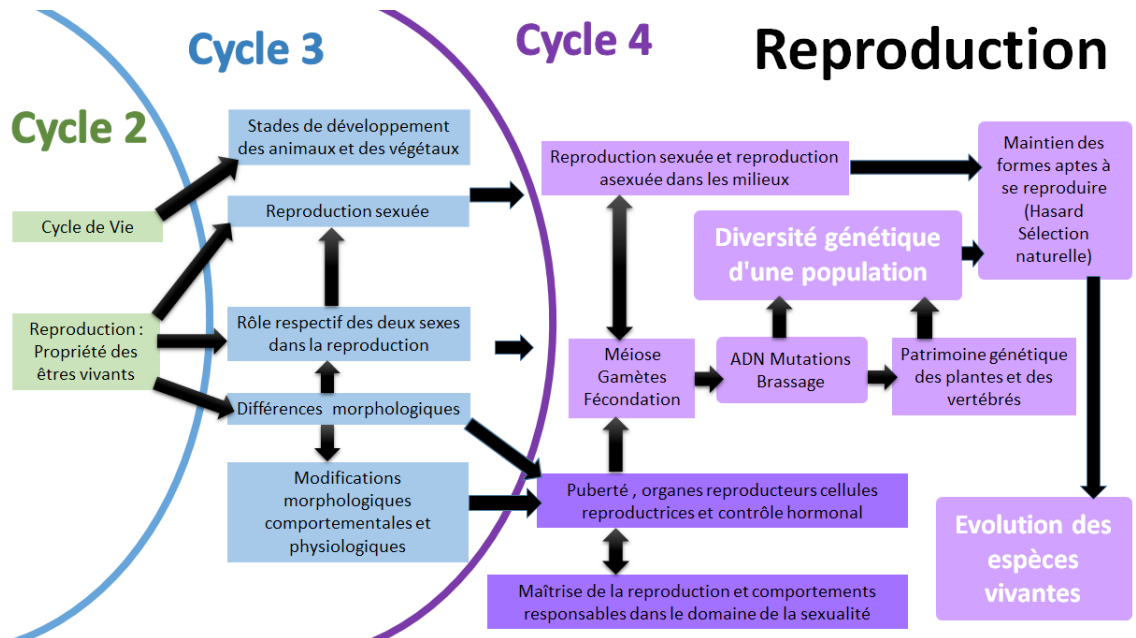 Reproduction
Cycle 2
Cycle de Vie
Reproduction :
Propriété des
êtres vivants
Cycle 3
Stades de développement
des animaux et des végétaux
Reproduction sexuée
Rôle respectif des deux sexes
dans la reproduction
Différences morphologiques
Modifications
morphologiques
comportementales et
physiologiques
Cycle 4
Reproduction sexuée et reproduction
asexuée dans les milieux
Maintien des
formes aptes à
se reproduire
(Hasard
Sélection
naturelle)
Diversité génétique
d'une population
Méiose
Gamètes
Fécondation
ADN Mutations
Brassage
Patrimoine génétique
des plantes et des
vertébrés
Puberté , organes reproducteurs cellules
reproductrices et contrôle hormonal
Maîtrise de la reproduction et comportements
responsables dans le domaine de la sexualité
Evolution des
espèces
vivantes